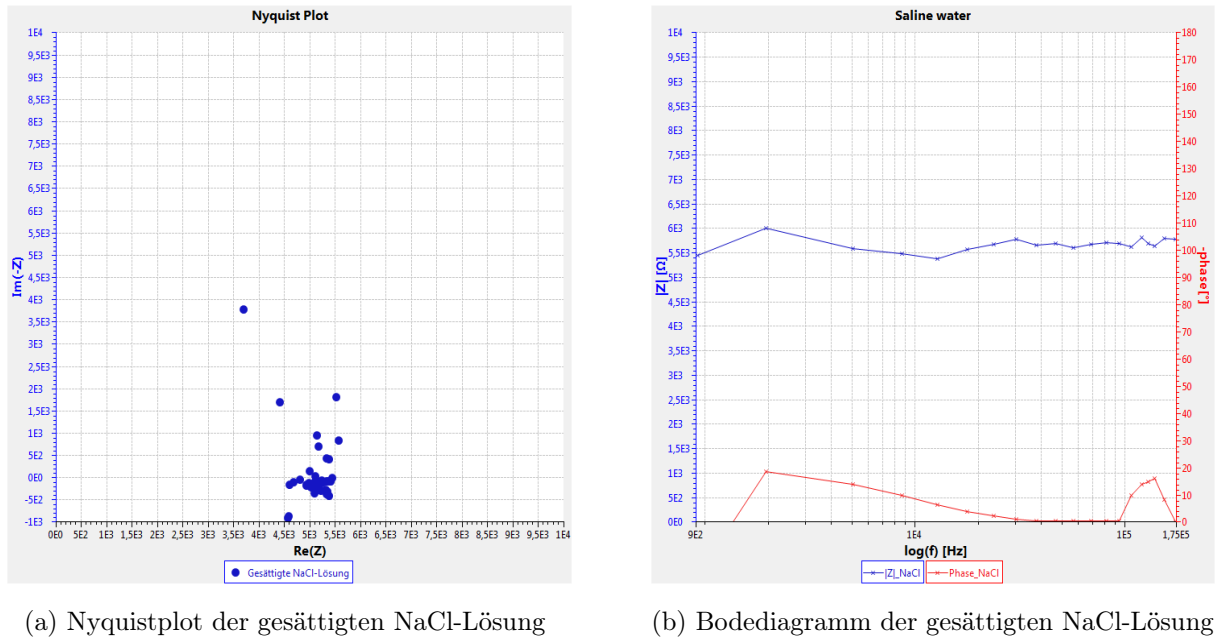 Nyquist Plot
1E4
9,5E3
9E3
8,5E3
8E3
7,5E3
7E3
6,5E3
6E3
5,5E3
5E3
4,5E3
4E3
3,5E3
3E3
2,5E3
2E3
1,5E3
1E3
5E2
0E0
-5E2
-1E3
Im(-Z)
0E0 5E2 1E3 1,5E3 2E3 2,5E3 3E3 3,5E3 4E3 4,5E3 5E3 5,5E3 6E3 6,5E3 7E3 7,5E3 8E3 8,5E3 9E3 9,5E3 1E4
Re(Z)
Gesättigte NaCl-Lösung
(a) Nyquistplot der gesättigten NaCl-Lösung
Saline water
1E4
9,5E3
9E3
8,5E3
8E3
7,5E3
7E3
6,5E3
6E3
5,5E3
5E3
4,5E3
4E3
3,5E3
3E3
2,5E3
2E3
1,5E3
1E3
5E2
0E0
|Z| [Ω]
180
170
160
150
140
130
120
110
100
90
80
70
60
50
40
30
20
10
0
-phase[°]
9E2 1E4 1E5 1,75E5
log(f) [Hz]
|Z|_NaCl Phase_NaCl
(b) Bodediagramm der gesättigten NaCl-Lösung